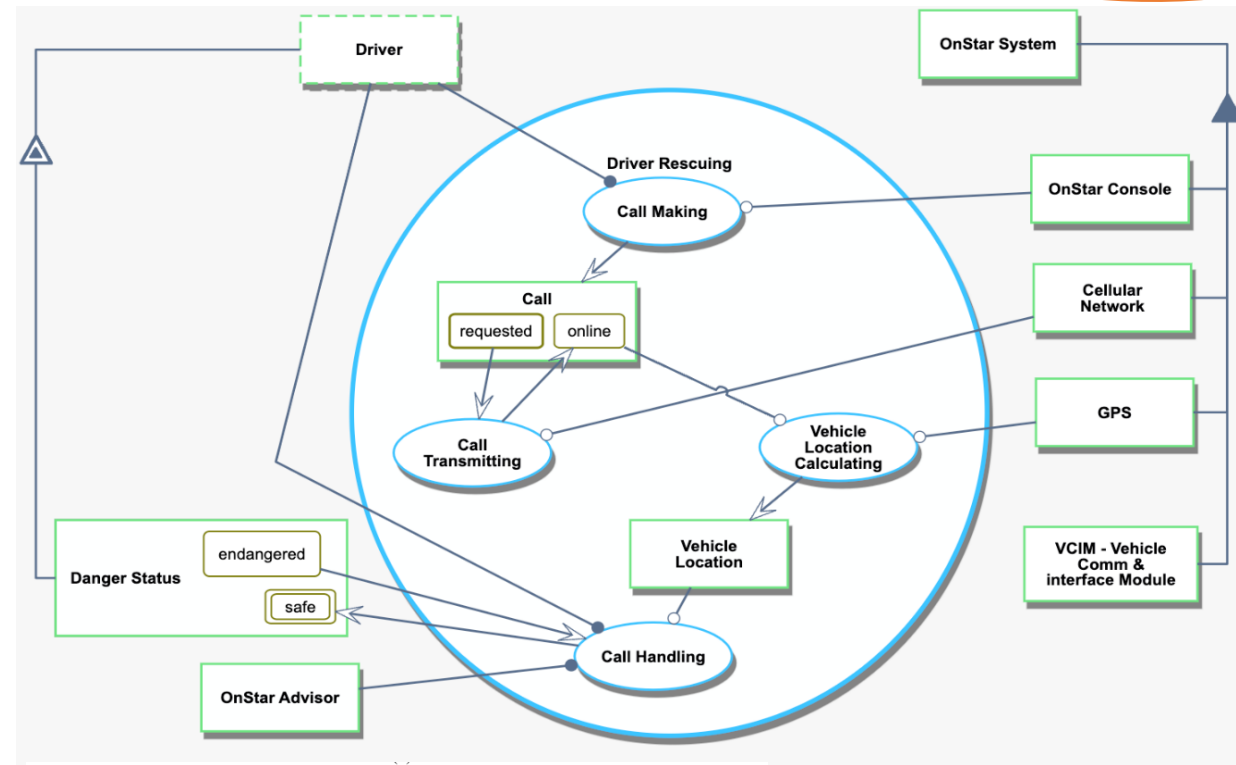 Driver
OnStar System
Driver Rescuing
Call Making
OnStar Console
Call
requested
online
Cellular
Network
GPS
Call
Transmitting
Vehicle
Location
Calculating
Vehicle
Location
VCIM - Vehicle
Comm &
interface Module
Danger Status
endangered
safe
Call Handling
OnStar Advisor